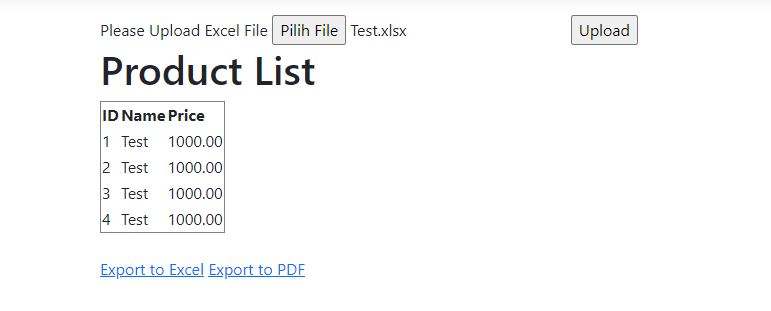 Please Upload Excel File Pilih File Test.xlsx Upload
Product List
ID Name Price
1 Test 1000.00
2 Test 1000.00
3 Test 1000.00
4 Test 1000.00
Export to Excel Export to PDF